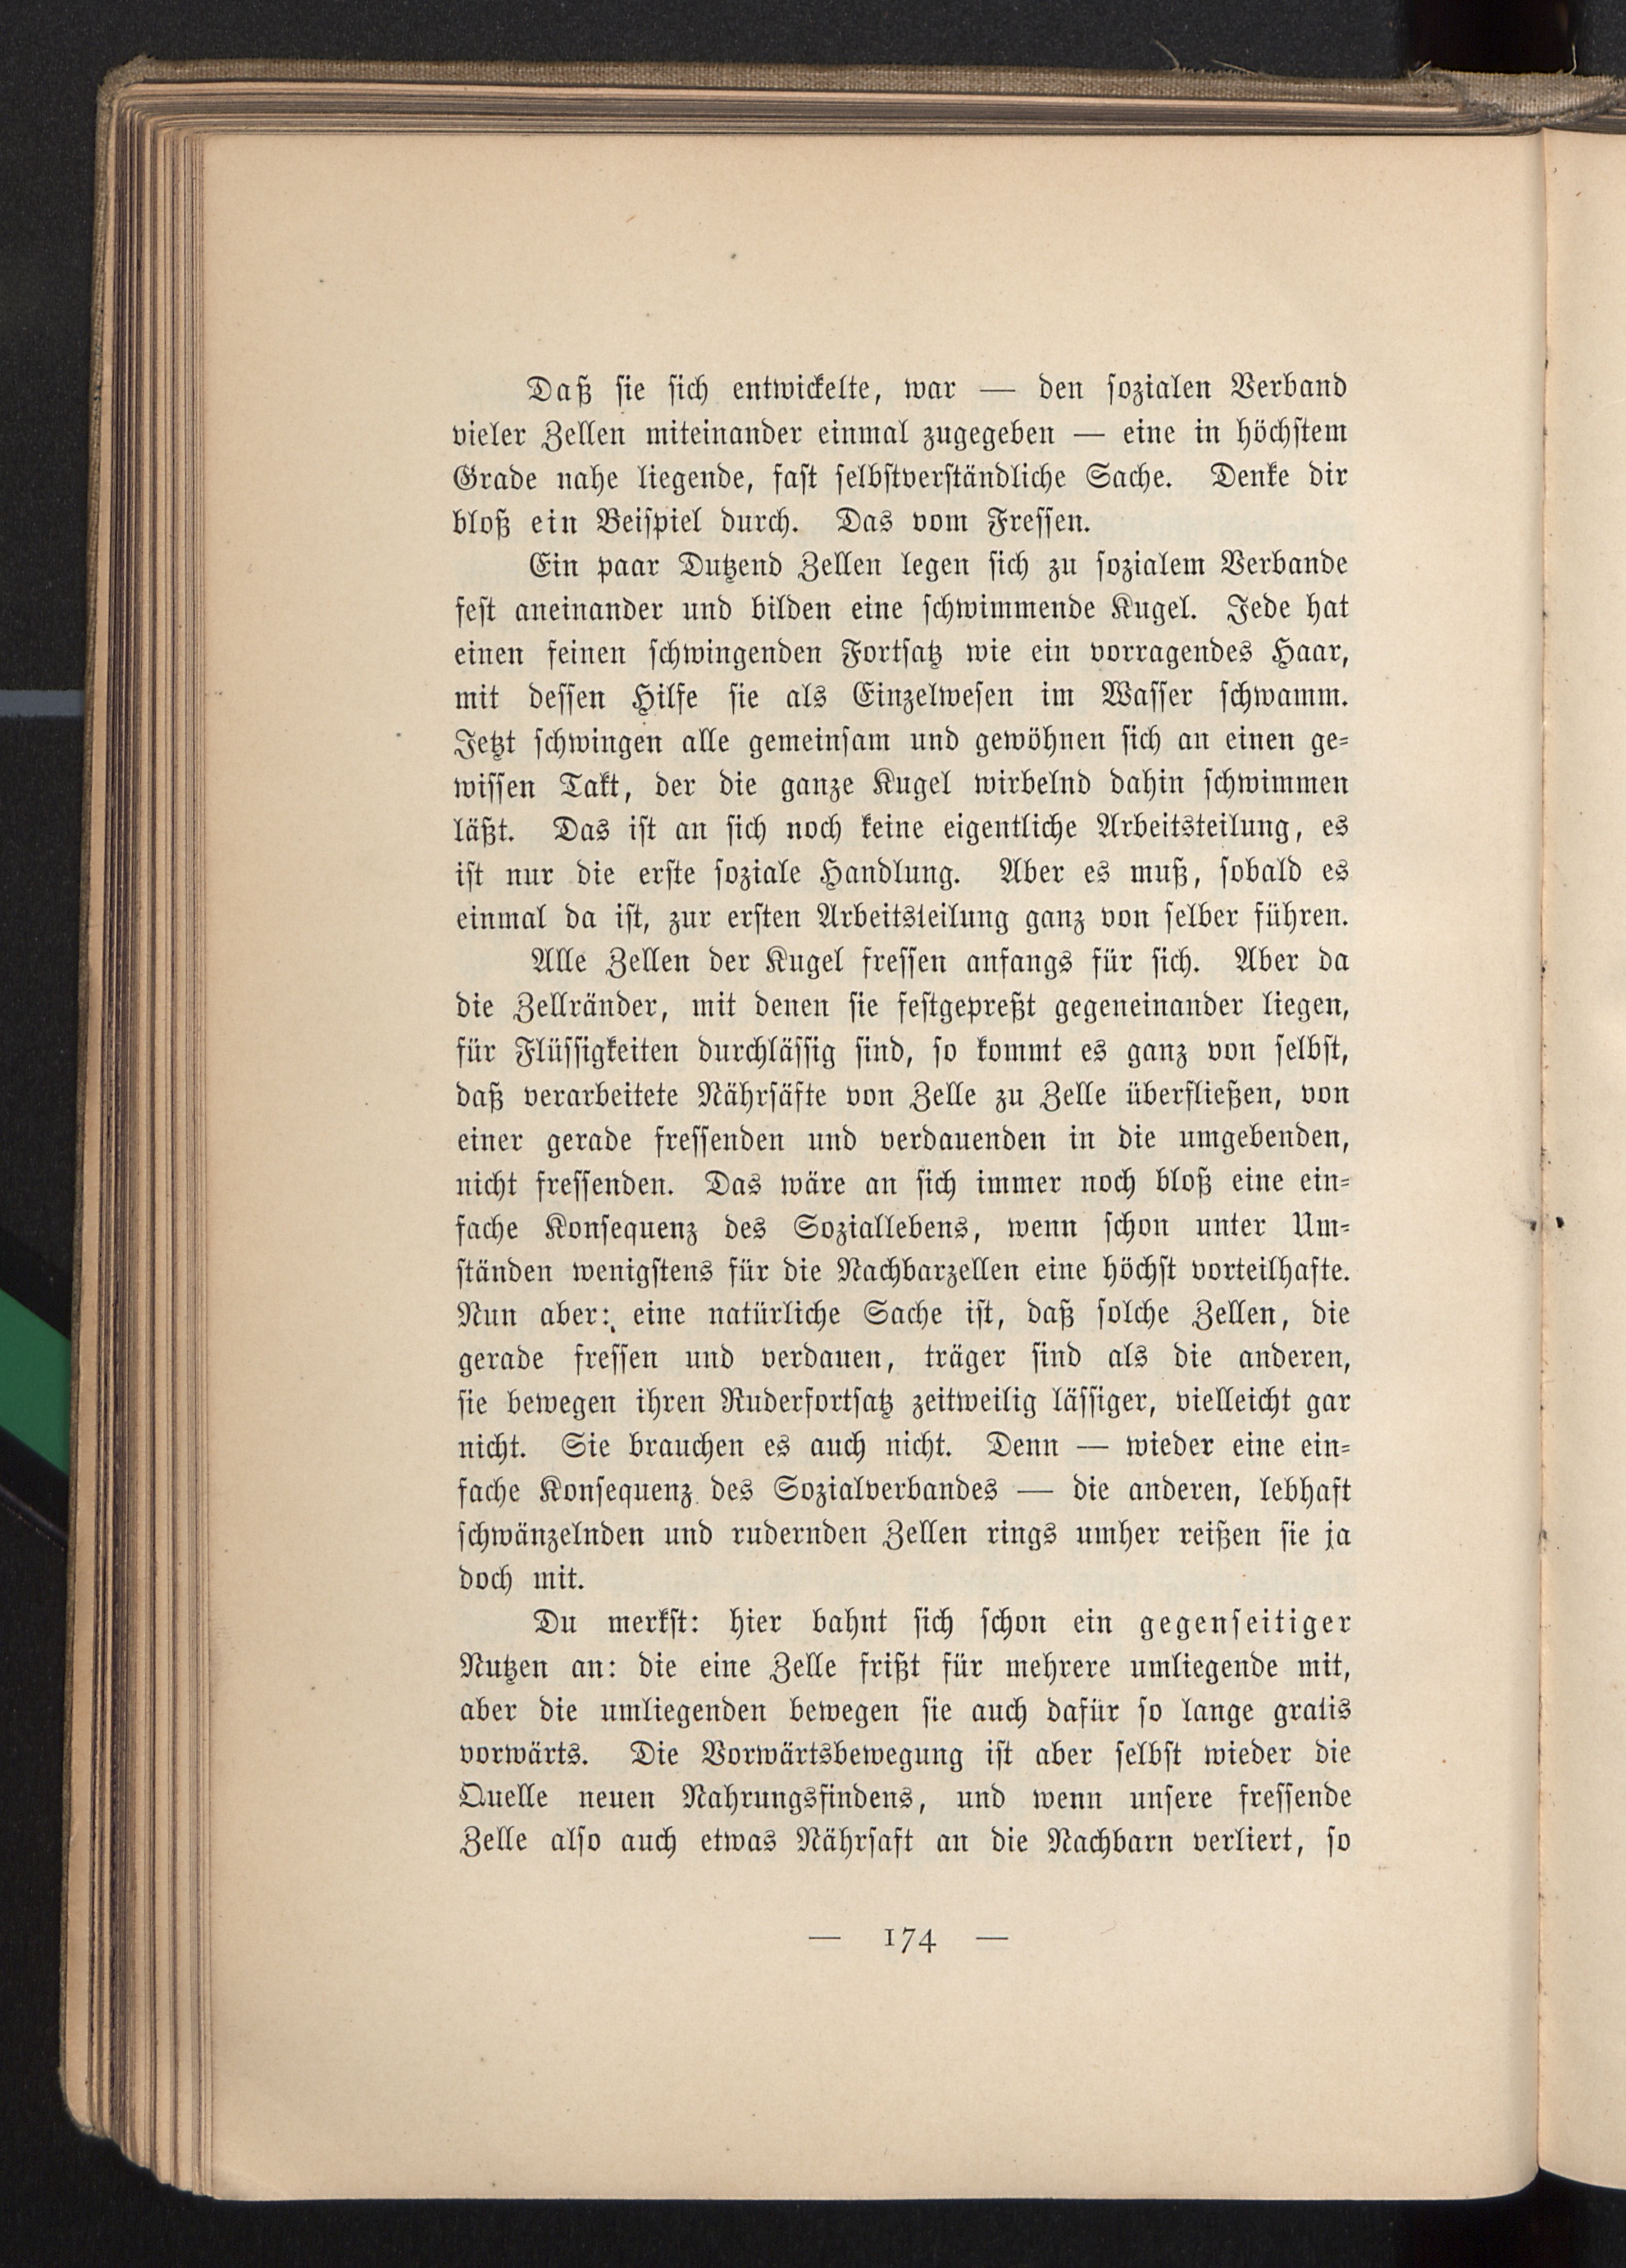 Daß sie sich entwickelte, war — den sozialen Verband
vieler Zellen miteinander einmal zugegeben — eine in höchstem
Grade nahe liegende, fast selbstverständliche Sache. Denke dir
bloß ein Beispiel durch. Das vom Fressen.
Ein paar Dutzend Zellen legen sich zu sozialem Verbande
fest aneinander und bilden eine schwimmende Kugel. Jede hat
einen feinen schwingenden Fortsatz wie ein vorragendes Haar,
mit dessen Hilfe sie als Einzelwesen im Wasser schwamm.
Jetzt schwingen alle gemeinsam und gewöhnen sich an einen ge-
wissen Takt, der die ganze Kugel wirbelnd dahin schwimmen
läßt. Das ist an sich noch keine eigentliche Arbeitsteilung, es
ist nur die erste soziale Handlung. Aber es muß, sobald es
einmal da ist, zur ersten Arbeitsteilung ganz von selber führen.
Alle Zellen der Kugel fressen anfangs für sich. Aber da
die Zellränder, mit denen sie festgepreßt gegeneinander liegen,
für Flüssigkeiten durchlässig sind, so kommt es ganz von selbst,
daß verarbeitete Nährsäfte von Zelle zu Zelle überfließen, von
einer gerade fressenden und verdauenden in die umgebenden,
nicht fressenden. Das wäre an sich immer noch bloß eine ein-
fache Konsequenz des Soziallebens, wenn schon unter Um-
ständen wenigstens für die Nachbarzellen eine höchst vorteilhafte.
Nun aber: eine natürliche Sache ist, daß solche Zellen, die
gerade fressen und verdauen, träger sind als die anderen,
sie bewegen ihren Ruderfortsatz zeitweilig lässiger, vielleicht gar
nicht. Sie brauchen es auch nicht. Denn — wieder eine ein-
fache Konsequenz des Sozialverbandes — die anderen, lebhaft
schwänzelnden und rudernden Zellen rings umher reißen sie ja
doch mit.
Du merkst: hier bahnt sich schon ein gegenseitiger
Nutzen an: die eine Zelle frißt für mehrere umliegende mit,
aber die umliegenden bewegen sie auch dafür so lange gratis
vorwärts. Die Vorwärtsbewegung ist aber selbst wieder die
Quelle neuen Nahrungsfindens, und wenn unsere fressende
Zelle also auch etwas Nährsaft an die Nachbarn verliert, so
— 174 —